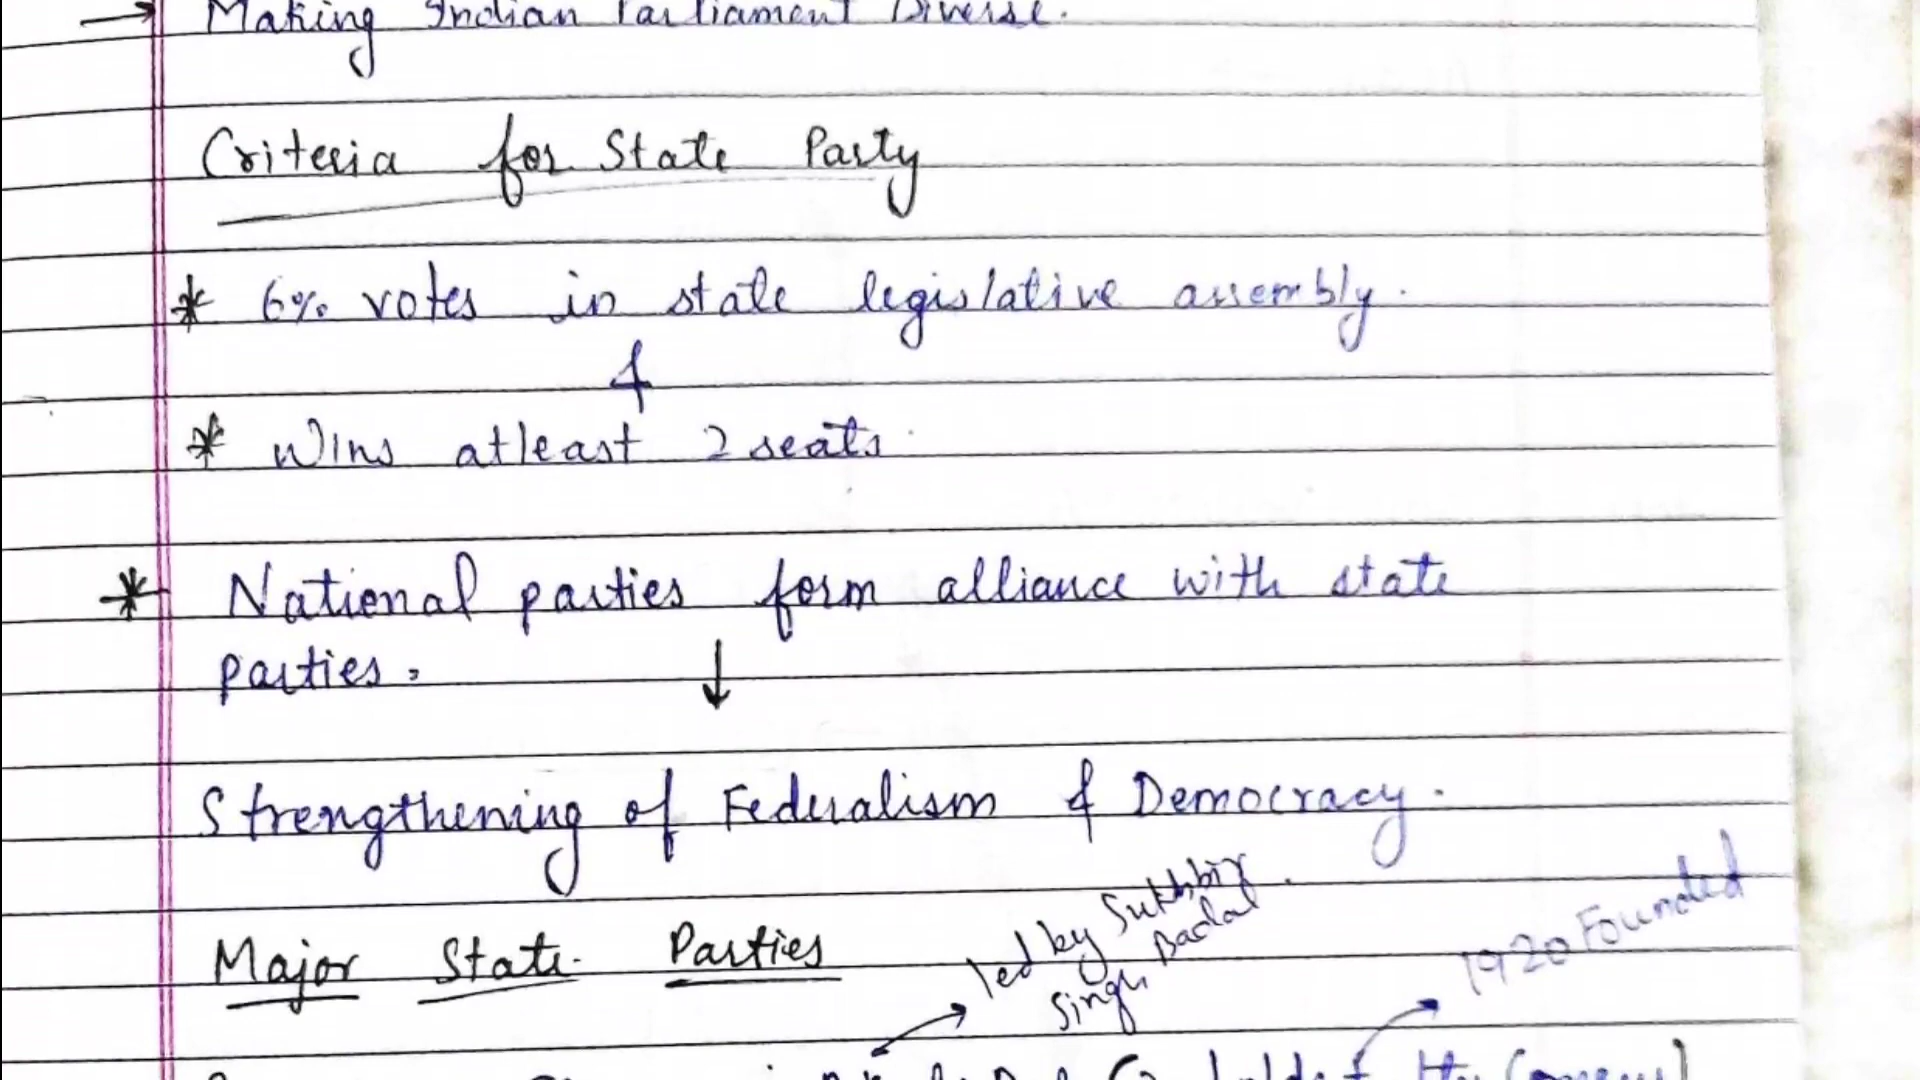 → Making Indian Parliament Diverse.
Criteria for State Party
* 6% votes in state legislative assembly.
&
* Wins atleast 2 seats.
* National parties form alliance with state
parties.
↓
Strengthening of Federalism & Democracy.
Major State Parties
led by Sukhbir
Singh Badal
1920 Founded